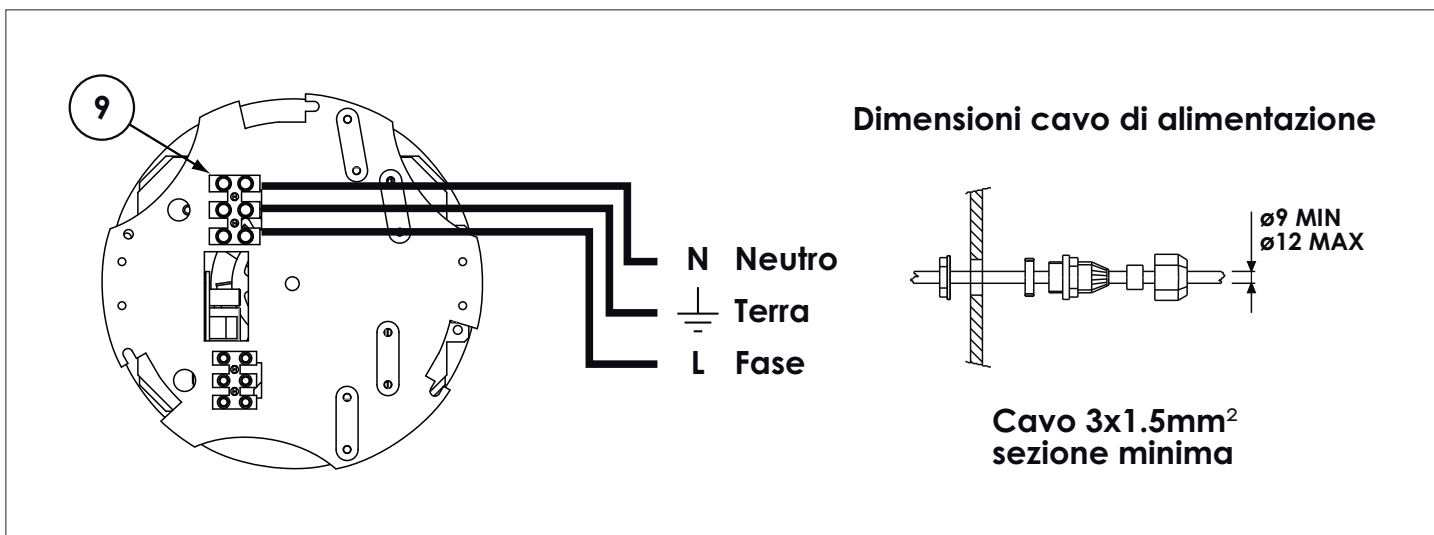 9
N Neutro
Terra
L Fase
Dimensioni cavo di alimentazione
ø9 MIN
ø12 MAX
Cavo 3x1.5mm²
sezione minima